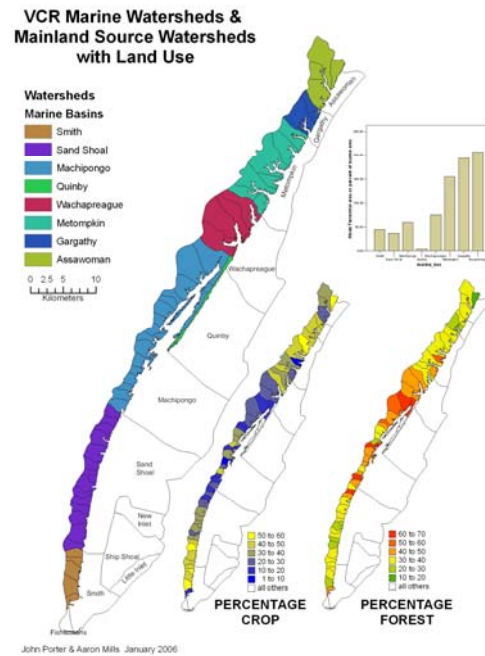 VCR Marine Watersheds &
Mainland Source Watersheds
with Land Use
Watersheds
Marine Basins
Smith
Sand Shoal
Machipongo
Quinby
Wachapreague
Metompkin
Gargathy
Assawoman
0 2.5 5 10
Kilometers
Assawoman
Gargathy
Metompkin
Wachapreague
Quinby
Machipongo
Sand
Shoal
New
Inlet
Ship Shoal
Little Inlet
Smith
50 to 60
40 to 50
30 to 40
20 to 30
10 to 20
1 to 10
all others
PERCENTAGE
CROP
60 to 70
50 to 60
40 to 50
30 to 40
20 to 30
10 to 20
all others
PERCENTAGE
FOREST
John Porter & Aaron Mills January 2006